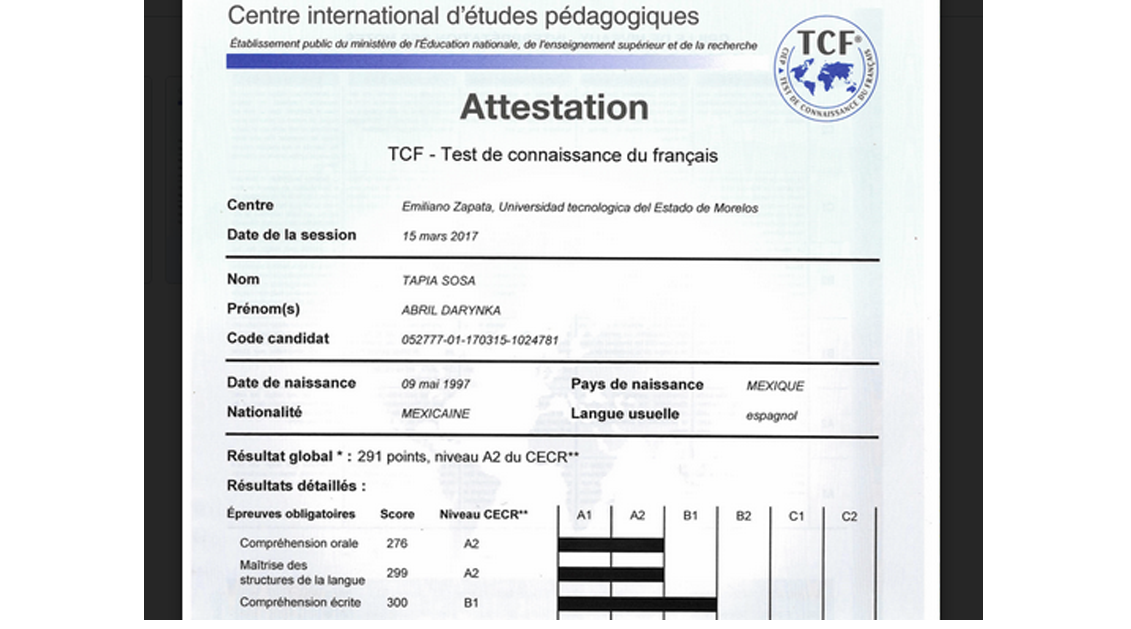 Centre international d'études pédagogiques
Établissement public du ministère de l'Éducation nationale, de l'enseignement supérieur et de la recherche
TCF®
CIEP ▲ TEST DE CONNAISSANCE DU FRANÇAIS
Attestation
TCF - Test de connaissance du français
Centre Emiliano Zapata, Universidad tecnologica del Estado de Morelos
Date de la session 15 mars 2017
Nom TAPIA SOSA
Prénom(s) ABRIL DARYNKA
Code candidat 052777-01-170315-1024781
Date de naissance 09 mai 1997 Pays de naissance MEXIQUE
Nationalité MEXICAINE Langue usuelle espagnol
Résultat global * : 291 points, niveau A2 du CECR**
Résultats détaillés :
Épreuves obligatoires Score Niveau CECR** A1 A2 B1 B2 C1 C2
Compréhension orale 276 A2
Maîtrise des
structures de la langue 299 A2
Compréhension écrite 300 B1